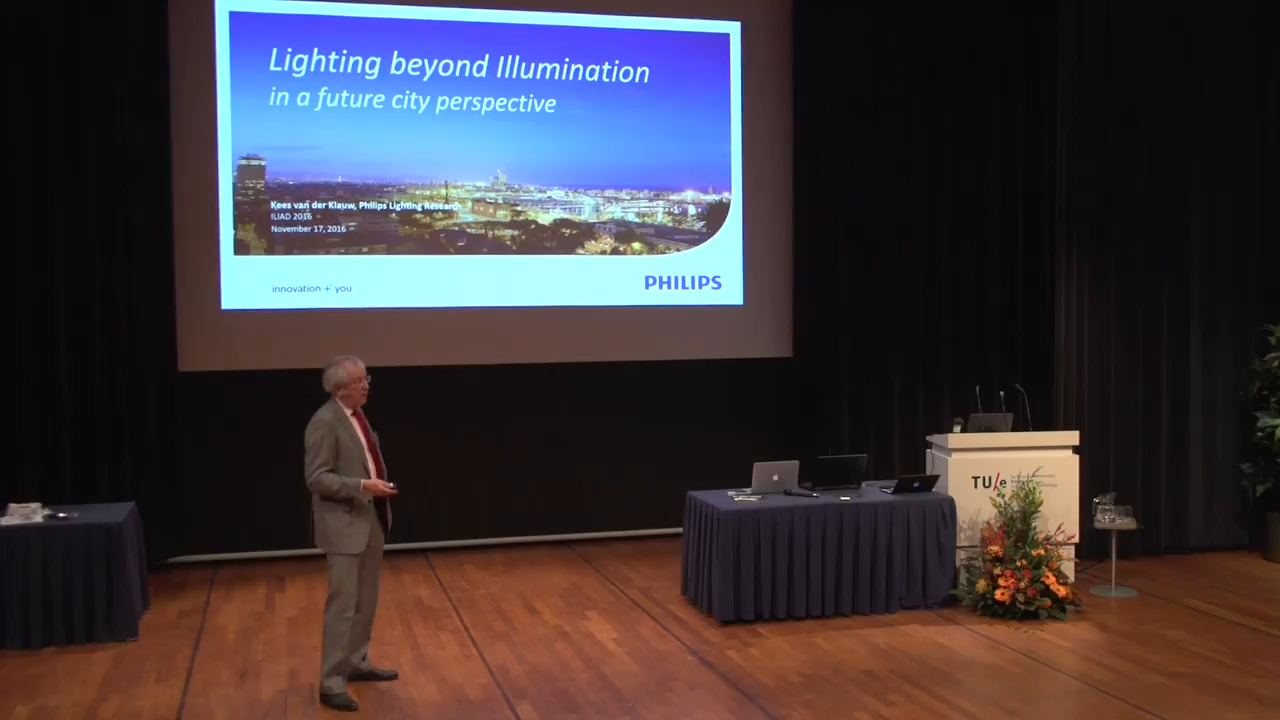 Lighting beyond Illumination
in a future city perspective
Kees van der Klauw, Philips Lighting Research
ILIAD 2016
November 17, 2016
innovation + you
PHILIPS
TU/e